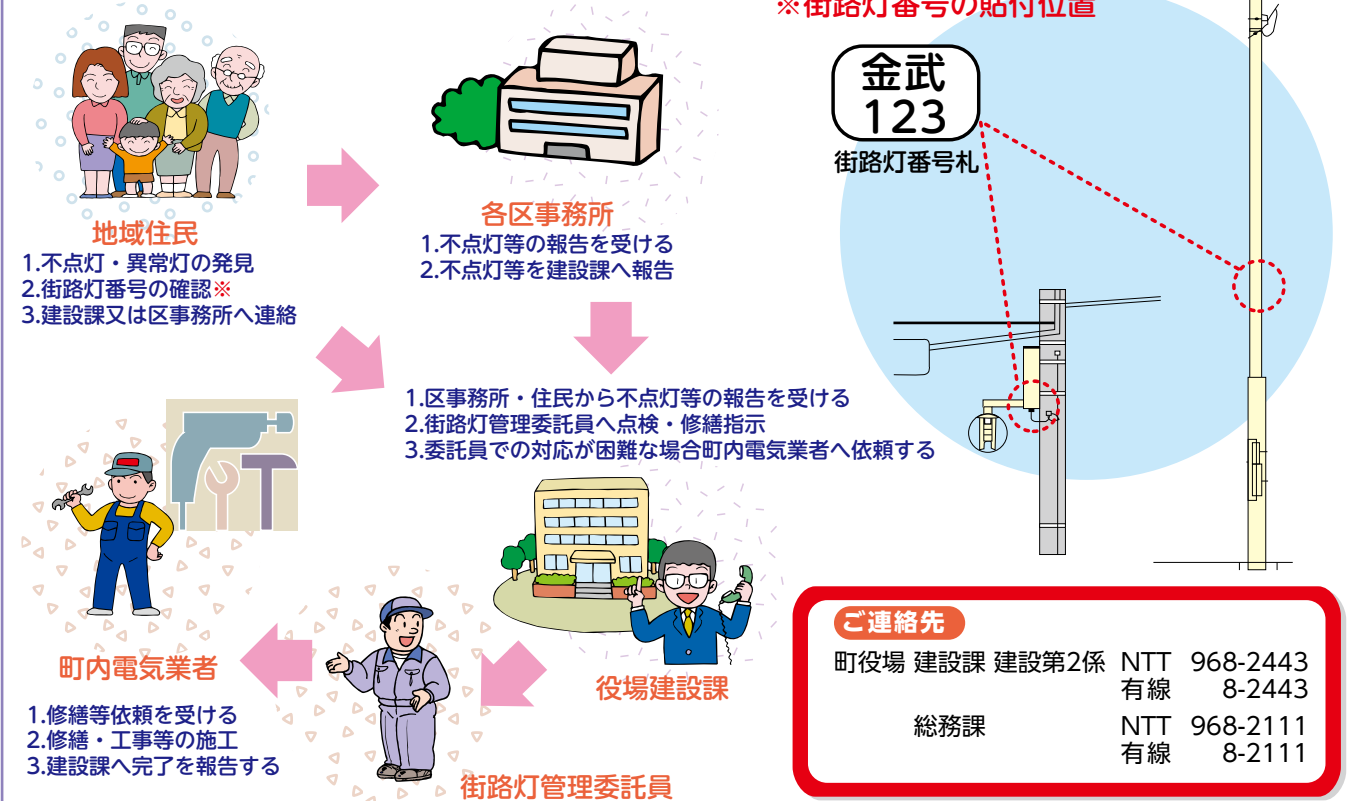 ※街路灯番号の貼付位置
金武
123
街路灯番号札
地域住民
1.不点灯・異常灯の発見
2.街路灯番号の確認※
3.建設課又は区事務所へ連絡
各区事務所
1.不点灯等の報告を受ける
2.不点灯等を建設課へ報告
1.区事務所・住民から不点灯等の報告を受ける
2.街路灯管理委託員へ点検・修繕指示
3.委託員での対応が困難な場合町内電気業者へ依頼する
役場建設課
街路灯管理委託員
町内電気業者
1.修繕等依頼を受ける
2.修繕・工事等の施工
3.建設課へ完了を報告する
ご連絡先
町役場 建設課 建設第2係 NTT 968-2443
有線 8-2443
総務課 NTT 968-2111
有線 8-2111